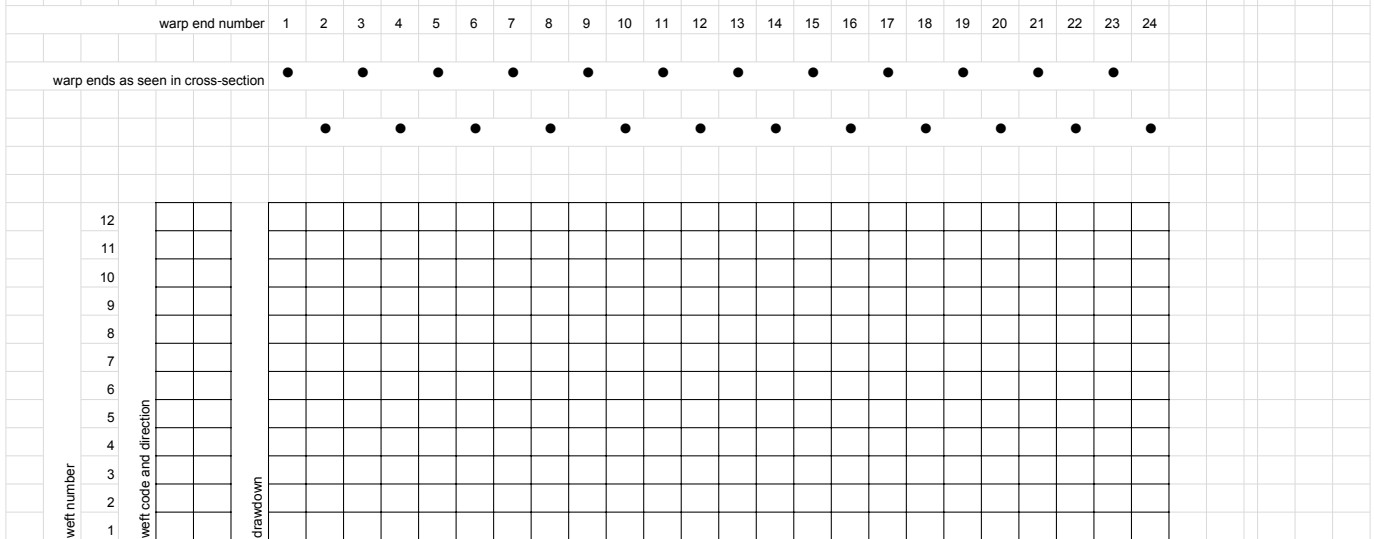 warp end number 1 2 3 4 5 6 7 8 9 10 11 12 13 14 15 16 17 18 19 20 21 22 23 24
warp ends as seen in cross-section
12
11
10
9
8
7
6
5
4
3
2
1
weft number
weft code and direction
drawdown